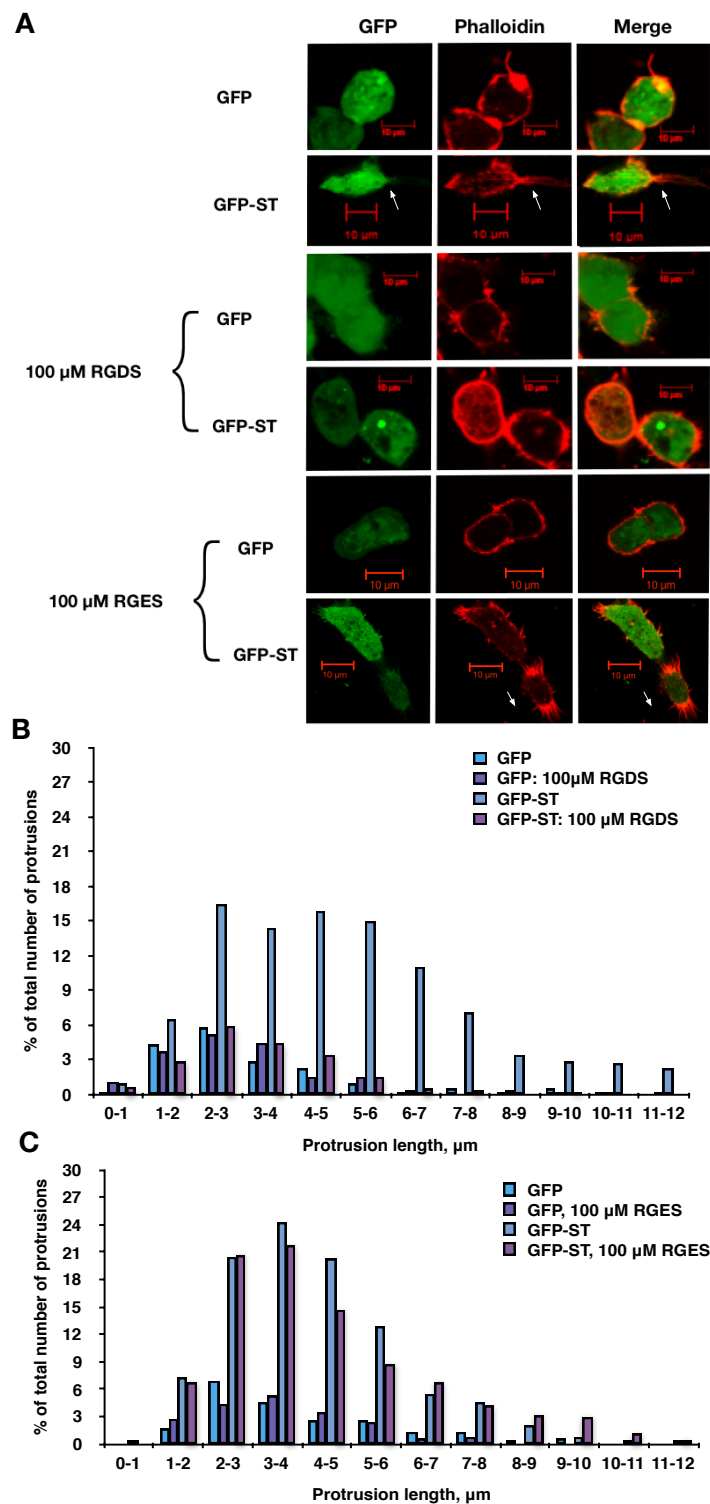 A
GFP Phalloidin Merge
GFP
10 µm 10 µm 10 µm
GFP-ST
10 µm 10 µm 10 µm
100 µM RGDS
GFP
10 µm 10 µm 10 µm
GFP-ST
10 µm 10 µm 10 µm
100 µM RGES
GFP
10 µm 10 µm 10 µm
GFP-ST
10 µm 10 µm 10 µm
B
% of total number of protrusions
30
27
24
21
18
15
12
9
6
3
0
GFP
GFP: 100µM RGDS
GFP-ST
GFP-ST: 100 µM RGDS
0-1 1-2 2-3 3-4 4-5 5-6 6-7 7-8 8-9 9-10 10-11 11-12
Protrusion length, µm
C
% of total number of protrusions
30
27
24
21
18
15
12
9
6
3
0
GFP
GFP, 100 µM RGES
GFP-ST
GFP-ST, 100 µM RGES
0-1 1-2 2-3 3-4 4-5 5-6 6-7 7-8 8-9 9-10 10-11 11-12
Protrusion length, µm